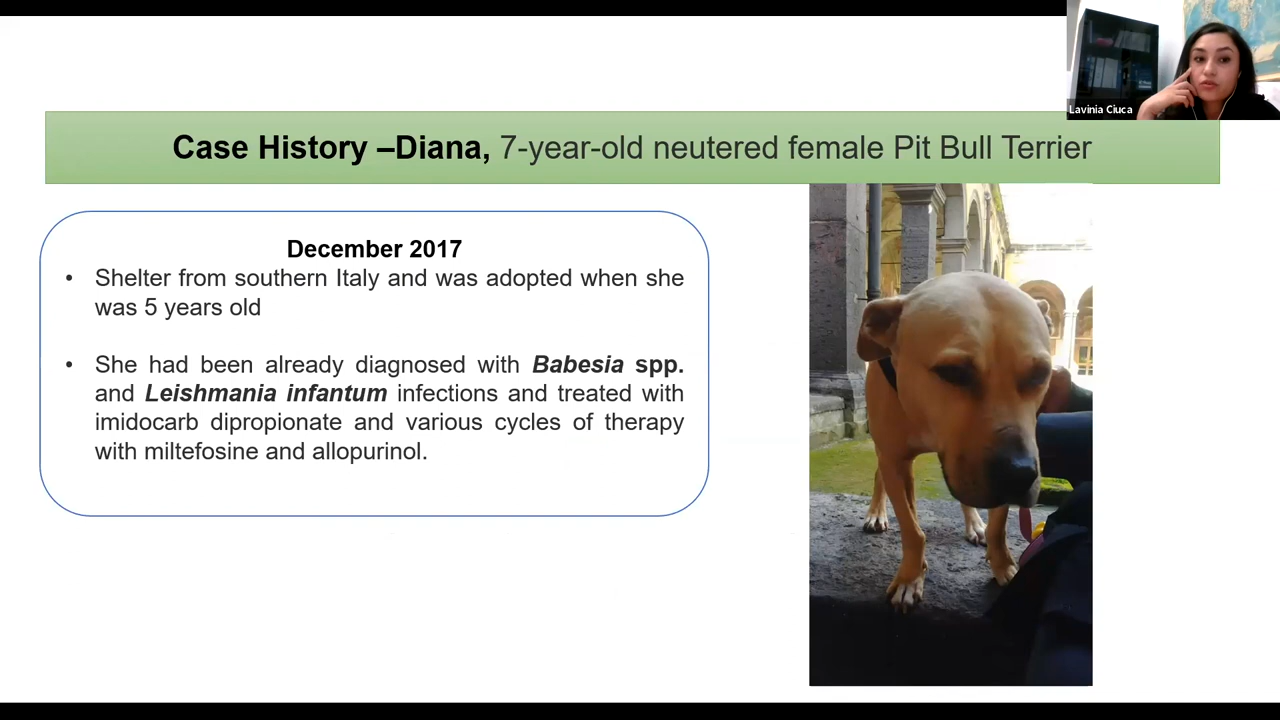 Lavinia Ciuca
Case History –Diana, 7-year-old neutered female Pit Bull Terrier
December 2017
• Shelter from southern Italy and was adopted when she
was 5 years old
• She had been already diagnosed with Babesia spp.
and Leishmania infantum infections and treated with
imidocarb dipropionate and various cycles of therapy
with miltefosine and allopurinol.